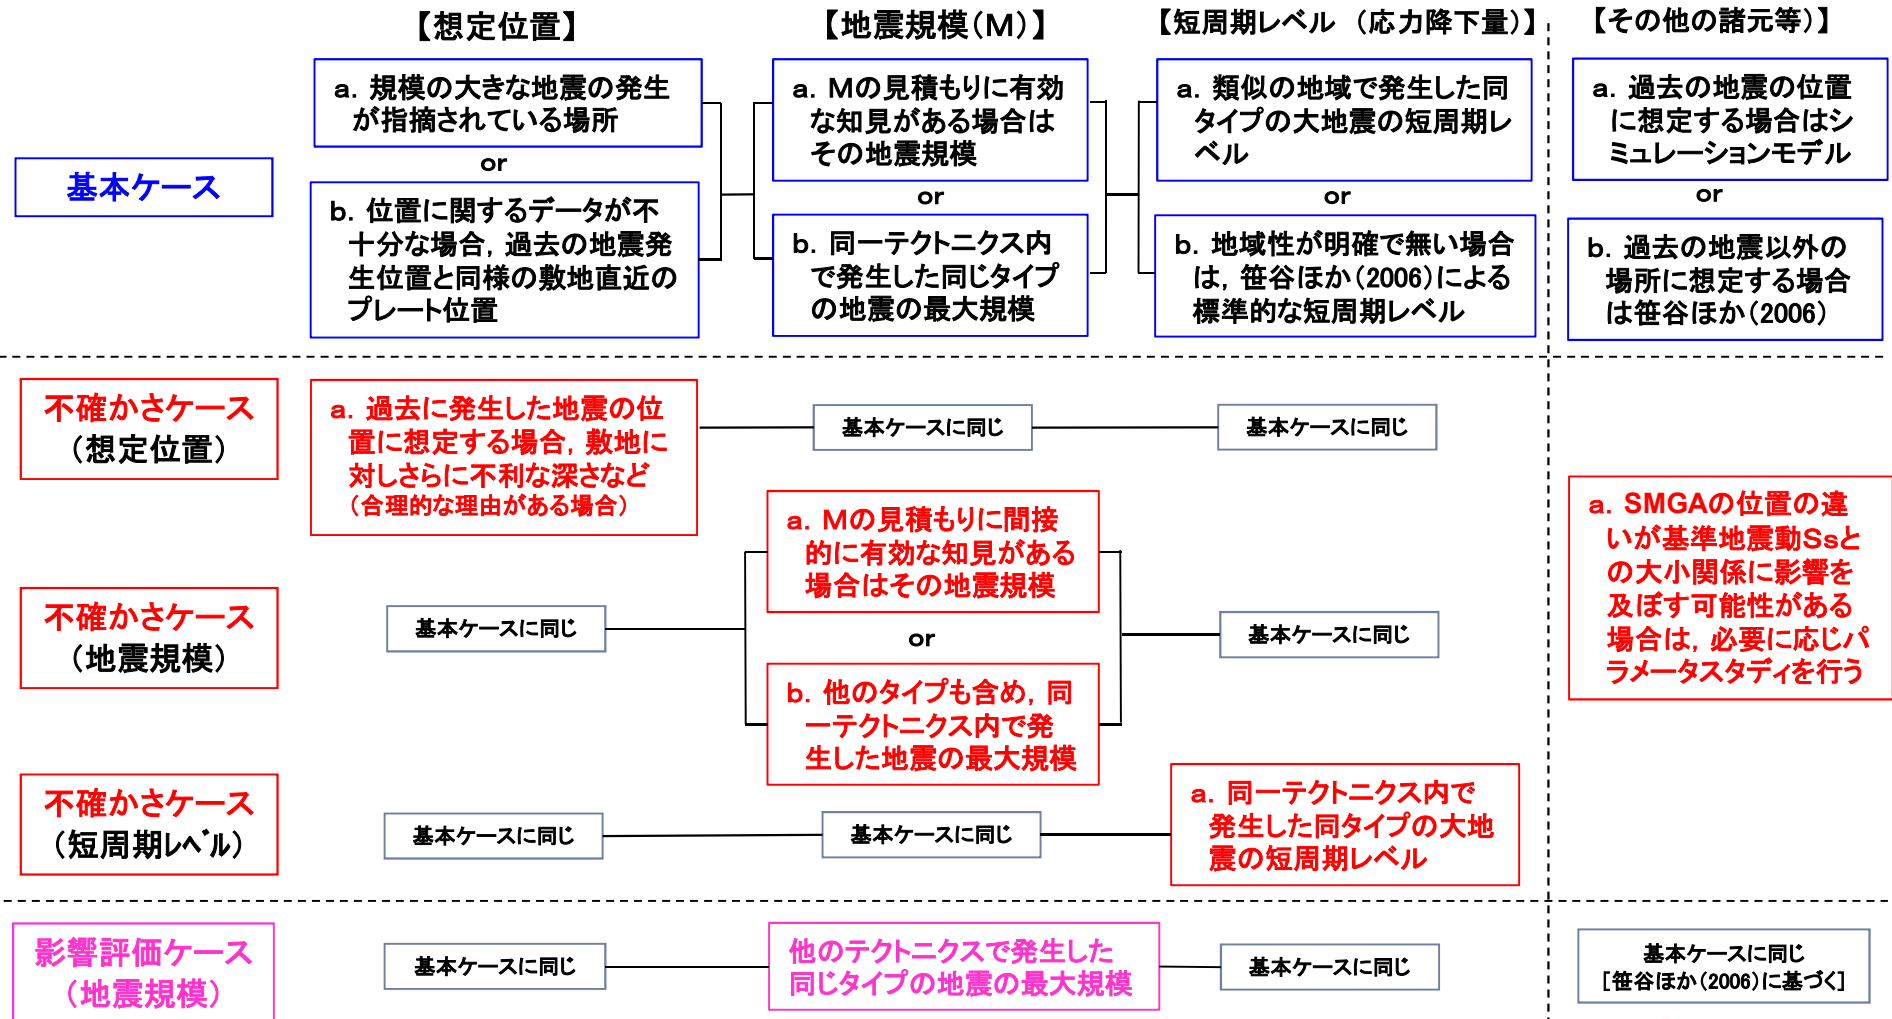 【想定位置】
【地震規模(M)】
【短周期レベル （応力降下量)】
【その他の諸元等)】
基本ケース
a．規模の大きな地震の発生
が指摘されている場所
or
b．位置に関するデータが不
十分な場合，過去の地震発
生位置と同様の敷地直近の
プレート位置
a．Mの見積もりに有効
な知見がある場合は
その地震規模
or
b．同一テクトニクス内
で発生した同じタイプ
の地震の最大規模
a．類似の地域で発生した同
タイプの大地震の短周期レ
ベル
or
b．地域性が明確で無い場合
は，笹谷ほか(2006)による
標準的な短周期レベル
a．過去の地震の位置
に想定する場合はシ
ミュレーションモデル
or
b．過去の地震以外の
場所に想定する場合
は笹谷ほか(2006)
不確かさケース
（想定位置）
a．過去に発生した地震の位
置に想定する場合，敷地に
対しさらに不利な深さなど
（合理的な理由がある場合）
基本ケースに同じ
基本ケースに同じ
不確かさケース
（地震規模）
基本ケースに同じ
a．Mの見積もりに間接
的に有効な知見がある
場合はその地震規模
or
b．他のタイプも含め，同
一テクトニクス内で発
生した地震の最大規模
基本ケースに同じ
a．SMGAの位置の違
いが基準地震動Ssと
の大小関係に影響を
及ぼす可能性がある
場合は，必要に応じパ
ラメータスタディを行う
不確かさケース
（短周期レベル）
基本ケースに同じ
基本ケースに同じ
a．同一テクトニクス内で
発生した同タイプの大地
震の短周期レベル
影響評価ケース
（地震規模）
基本ケースに同じ
他のテクトニクスで発生した
同じタイプの地震の最大規模
基本ケースに同じ
基本ケースに同じ
[笹谷ほか(2006)に基づく]